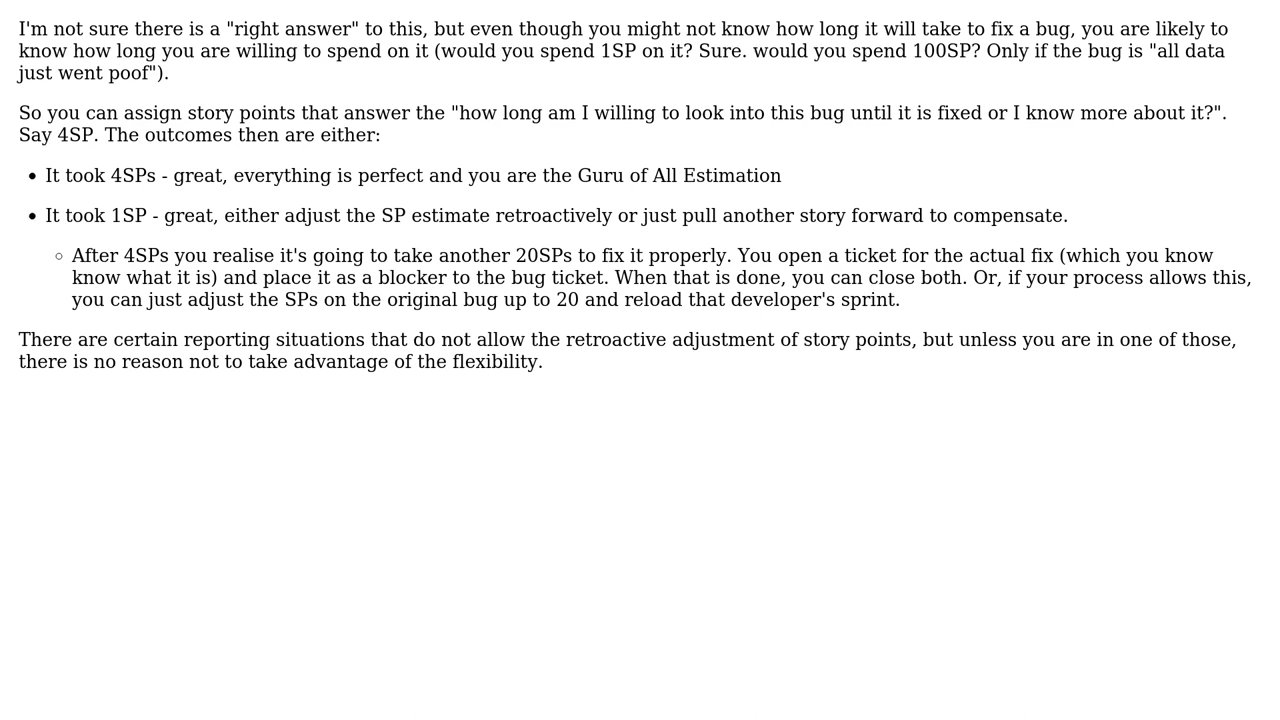 I'm not sure there is a "right answer" to this, but even though you might not know how long it will take to fix a bug, you are likely to
know how long you are willing to spend on it (would you spend 1SP on it? Sure. would you spend 100SP? Only if the bug is "all data
just went poof").
So you can assign story points that answer the "how long am I willing to look into this bug until it is fixed or I know more about it?".
Say 4SP. The outcomes then are either:
• It took 4SPs - great, everything is perfect and you are the Guru of All Estimation
• It took 1SP - great, either adjust the SP estimate retroactively or just pull another story forward to compensate.
◦ After 4SPs you realise it's going to take another 20SPs to fix it properly. You open a ticket for the actual fix (which you know
know what it is) and place it as a blocker to the bug ticket. When that is done, you can close both. Or, if your process allows this,
you can just adjust the SPs on the original bug up to 20 and reload that developer's sprint.
There are certain reporting situations that do not allow the retroactive adjustment of story points, but unless you are in one of those,
there is no reason not to take advantage of the flexibility.